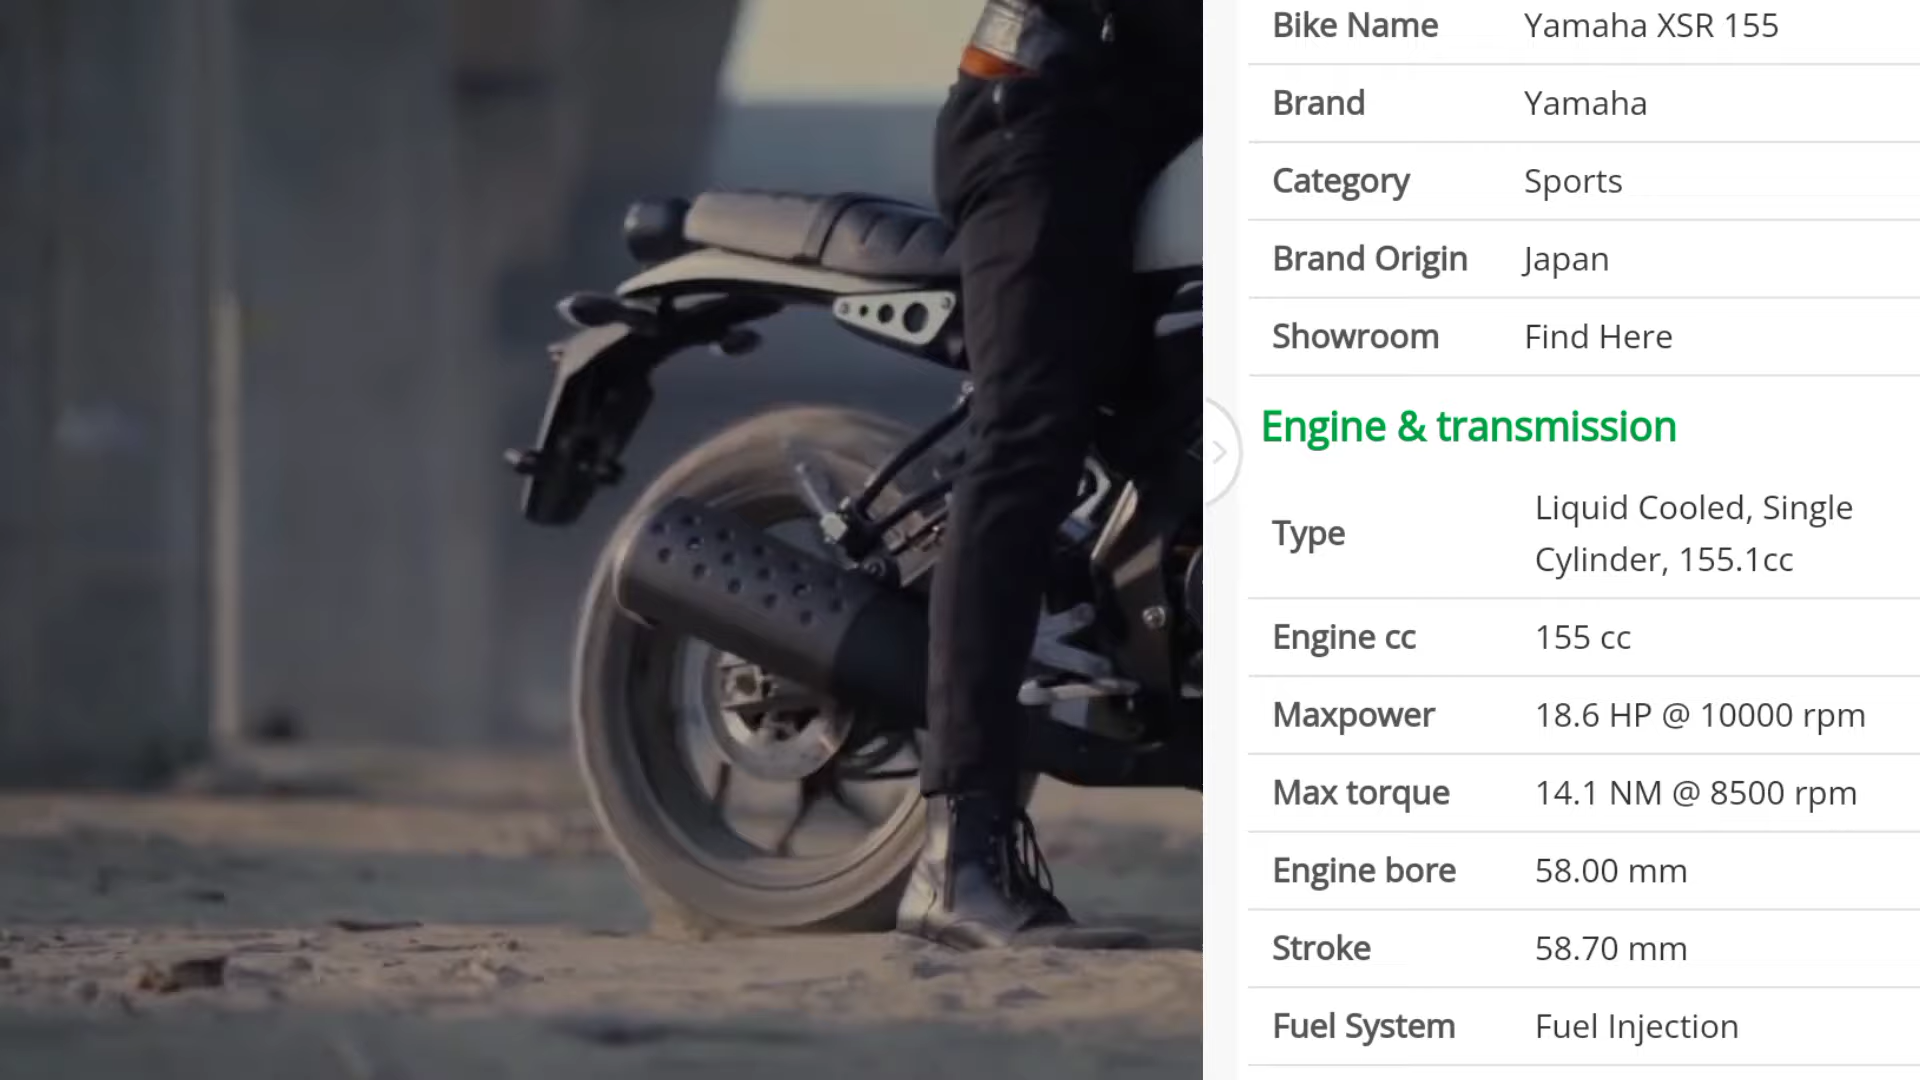 Bike Name Yamaha XSR 155
Brand Yamaha
Category Sports
Brand Origin Japan
Showroom Find Here
Engine & transmission
Type Liquid Cooled, Single
Cylinder, 155.1cc
Engine cc 155 cc
Maxpower 18.6 HP @ 10000 rpm
Max torque 14.1 NM @ 8500 rpm
Engine bore 58.00 mm
Stroke 58.70 mm
Fuel System Fuel Injection